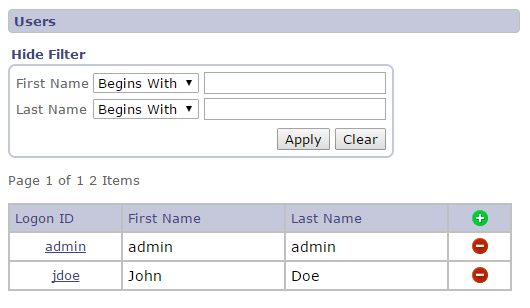 Users
Hide Filter
First Name Begins With
Last Name Begins With
Apply Clear
Page 1 of 1 2 Items
Logon ID First Name Last Name
admin admin admin
jdoe John Doe